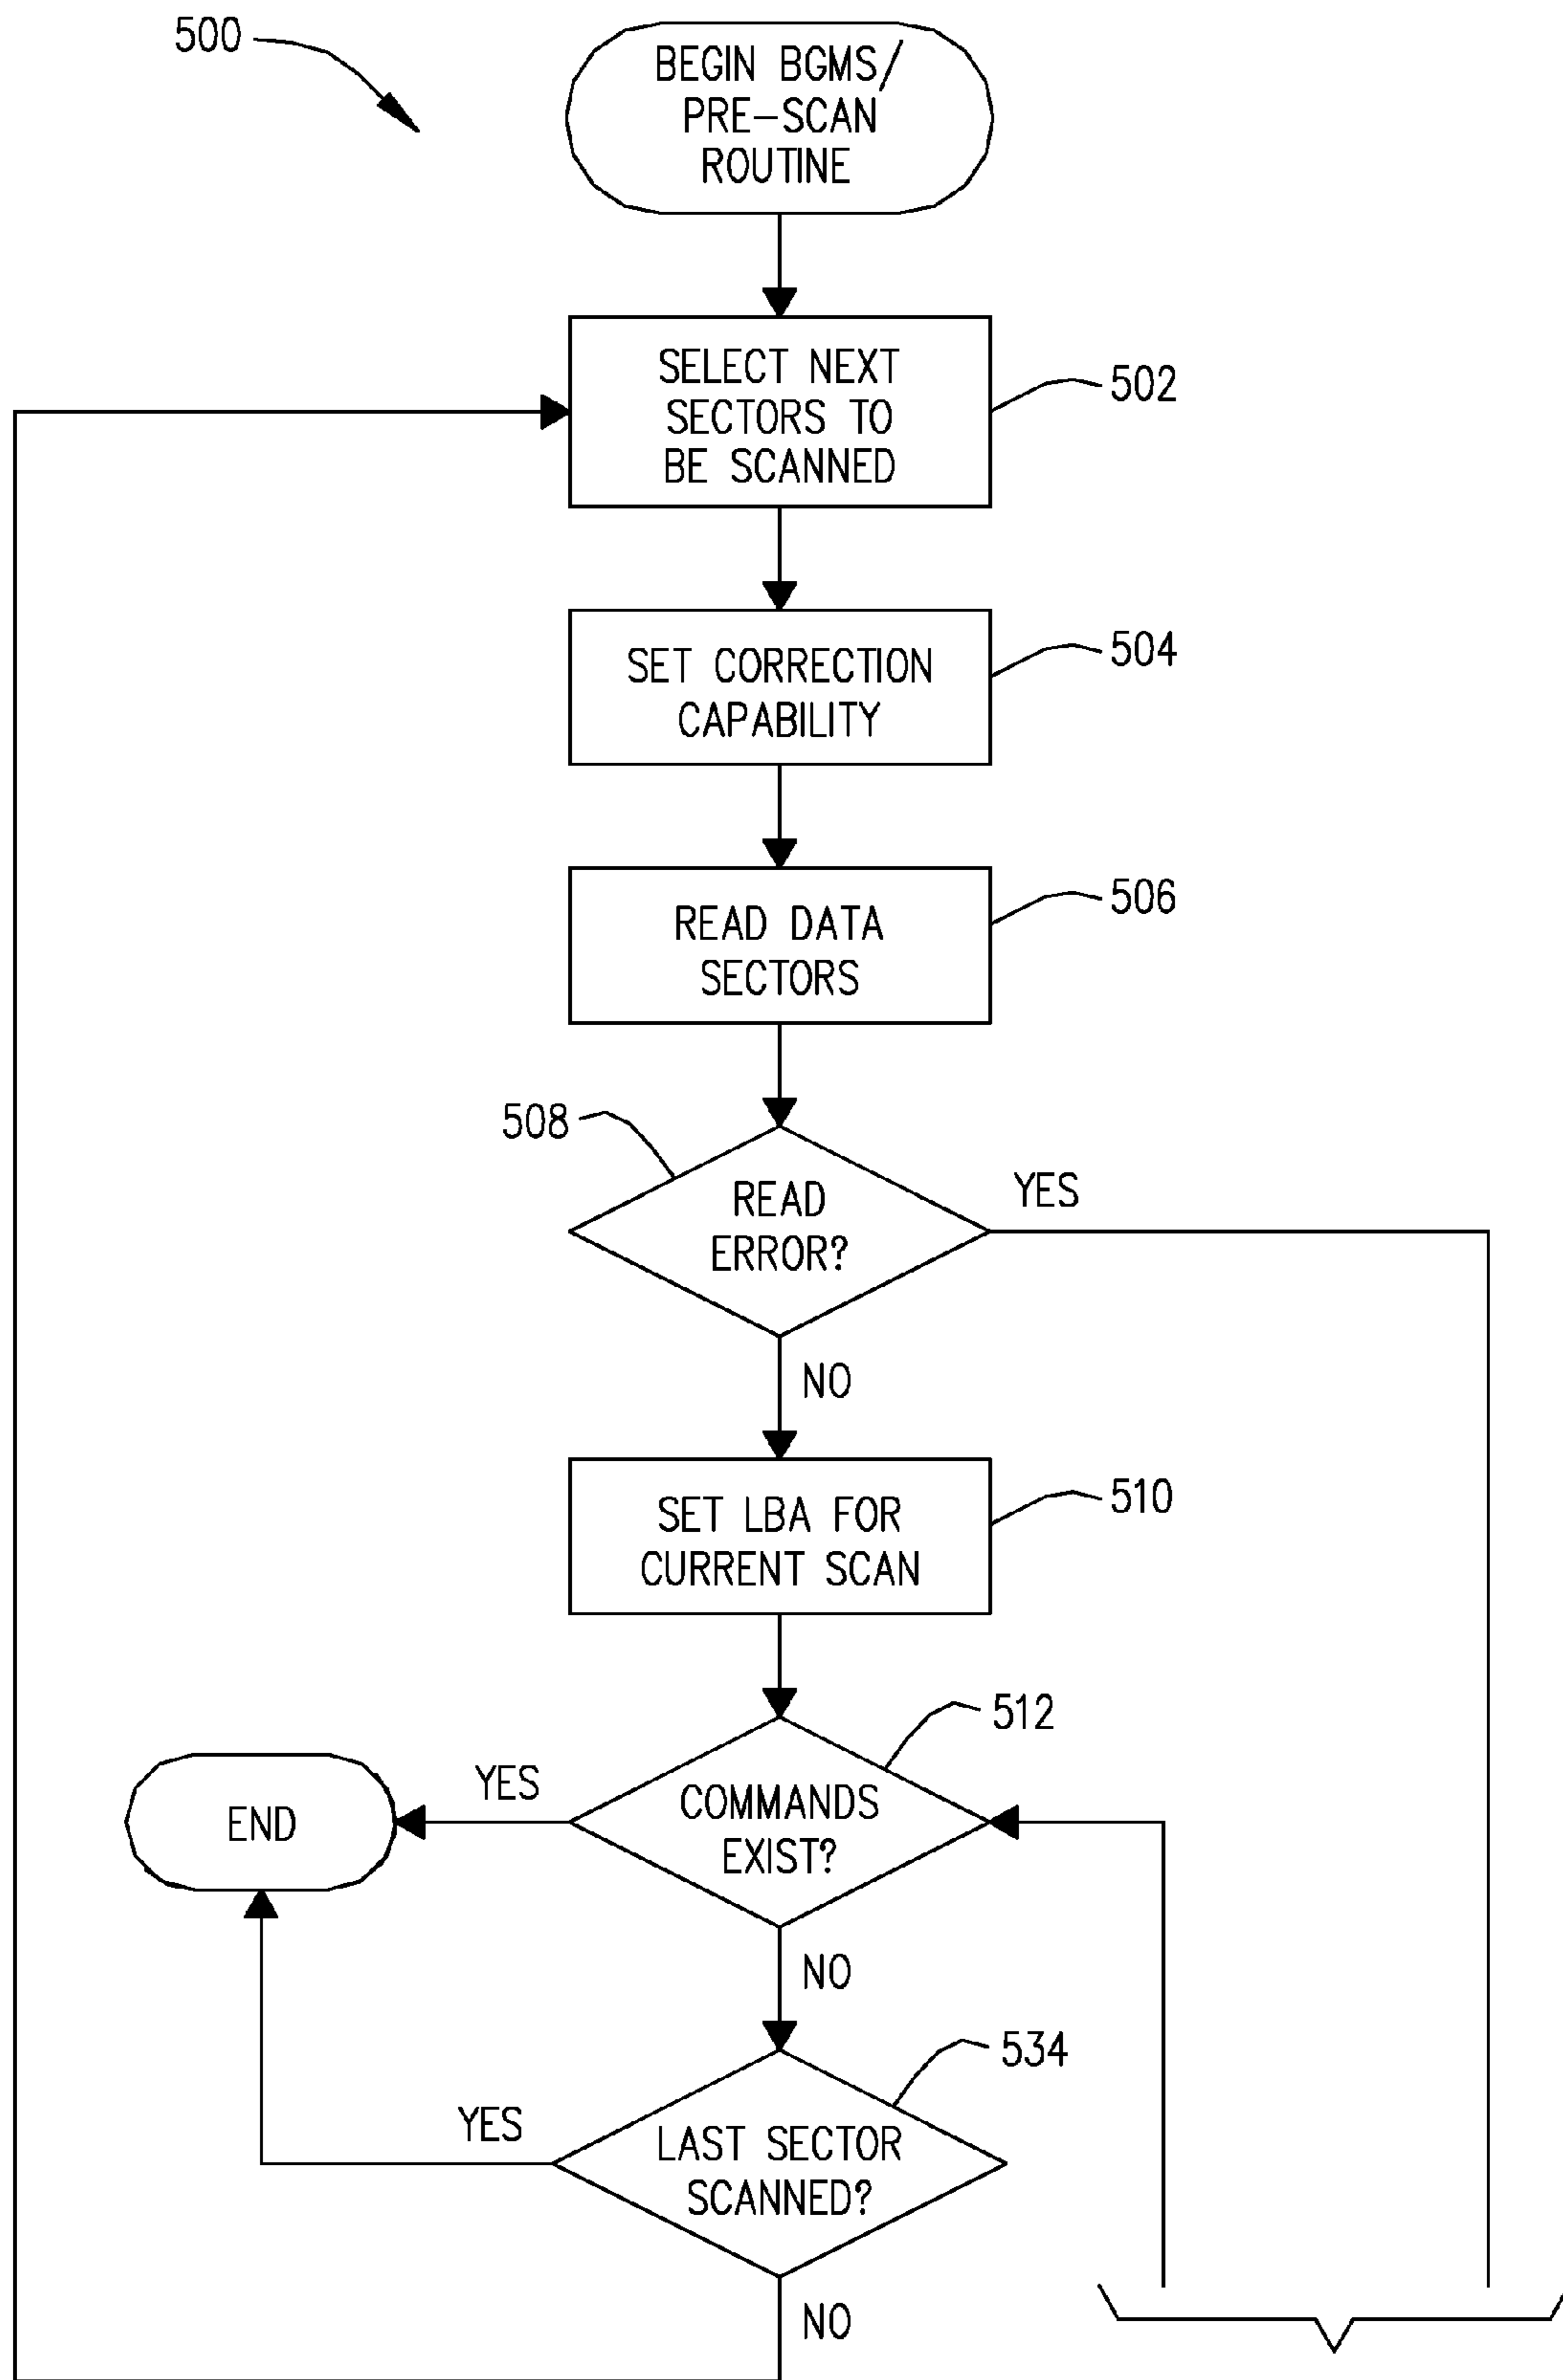 500
BEGIN BGMS/
PRE-SCAN
ROUTINE
SELECT NEXT
SECTORS TO
BE SCANNED
502
SET CORRECTION
CAPABILITY
504
READ DATA
SECTORS
506
508
READ
ERROR?
YES
NO
SET LBA FOR
CURRENT SCAN
510
512
COMMANDS
EXIST?
YES
END
NO
534
LAST SECTOR
SCANNED?
YES
NO